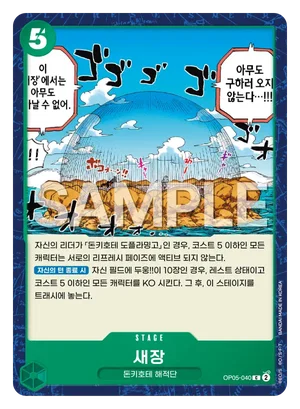 5
이
장'에서는
아무도
날 수 없어.
!!
고고고고고
아무도
구하러 오지
않는다…!!!
SAMPLE
자신의 리더가 「돈키호테 도플라밍고」인 경우, 코스트 5 이하인 모든
캐릭터는 서로의 리프레시 페이즈에 액티브 되지 않는다.
자신의 턴 종료 시 자신 필드에 두웅!!이 10장인 경우, 레스트 상태이고
코스트 5 이하인 모든 캐릭터를 KO 시킨다. 그 후, 이 스테이지를
트래시에 놓는다.
STAGE
새장
돈키호테 해적단
OP05-040 R 2